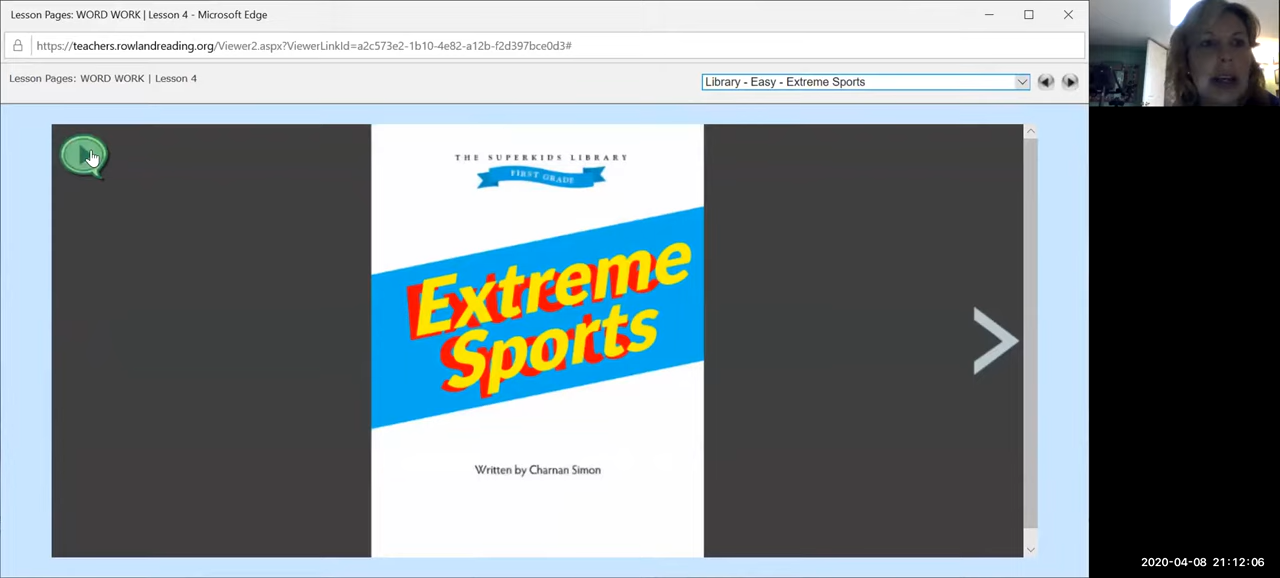 Lesson Pages: WORD WORK | Lesson 4 - Microsoft Edge
https://teachers.rowlandreading.org/Viewer2.aspx?ViewerLinkId=a2c573e2-1b10-4e82-a12b-f2d397bce0d3#
Lesson Pages: WORD WORK | Lesson 4
Library - Easy - Extreme Sports
THE SUPERKIDS LIBRARY
FIRST GRADE
Extreme
Sports
Written by Charnan Simon
2020-04-08 21:12:06